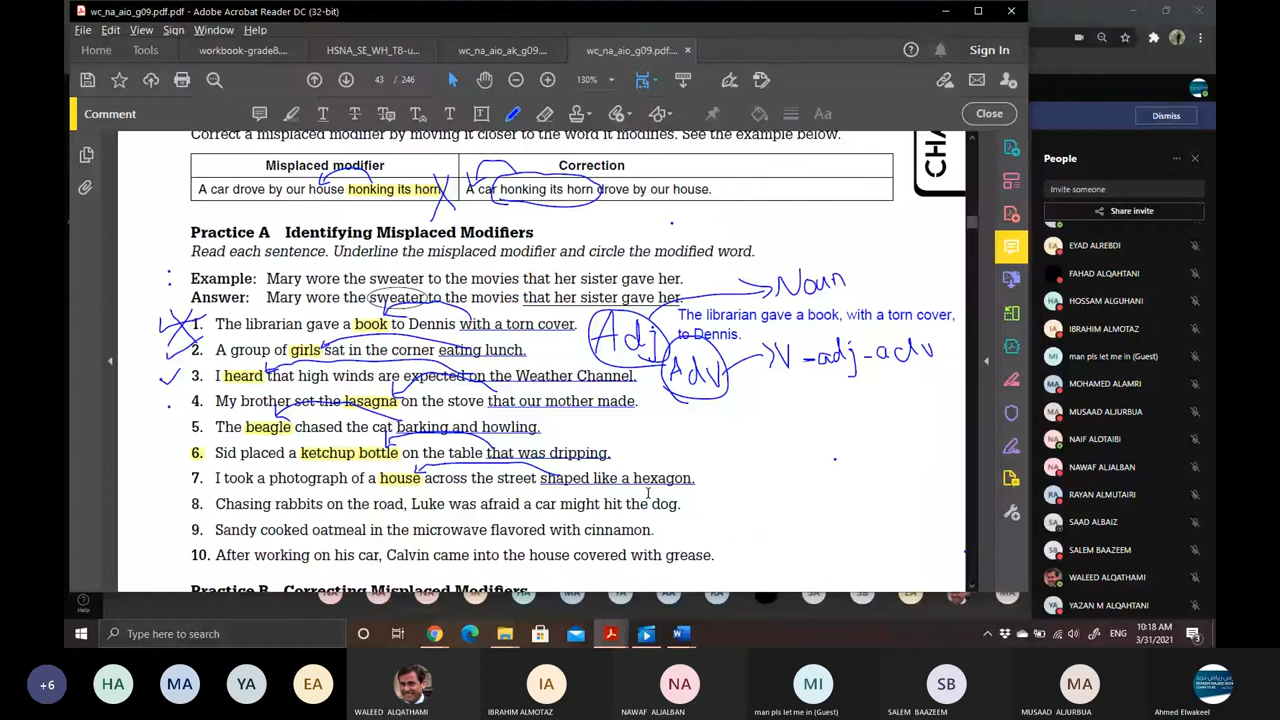 wc_na_aio_g09.pdf.pdf - Adobe Acrobat Reader DC (32-bit)
File Edit View Sign Window Help
Home Tools workbook-grade8.... HSNA_SE_WH_T8-u... wc_na_aio_ak_g09.... wc_na_aio_g09.pdf... × Sign In
43 / 246 130%
Comment Close
Correct a misplaced modifier by moving it closer to the word it modifies. See the example below.
Misplaced modifier Correction
A car drove by our house honking its horn. A car honking its horn drove by our house.
Practice A Identifying Misplaced Modifiers
Read each sentence. Underline the misplaced modifier and circle the modified word.
Example: Mary wore the sweater to the movies that her sister gave her.
Answer: Mary wore the sweater to the movies that her sister gave her.
1. The librarian gave a book to Dennis with a torn cover.
2. A group of girls sat in the corner eating lunch.
3. I heard that high winds are expected on the Weather Channel.
4. My brother set the lasagna on the stove that our mother made.
5. The beagle chased the cat barking and howling.
6. Sid placed a ketchup bottle on the table that was dripping.
7. I took a photograph of a house across the street shaped like a hexagon.
8. Chasing rabbits on the road, Luke was afraid a car might hit the dog.
9. Sandy cooked oatmeal in the microwave flavored with cinnamon.
10. After working on his car, Calvin came into the house covered with grease.
Practice B Correcting Misplaced Modifiers
Noun
The librarian gave a book, with a torn cover,
to Dennis.
Adj
Adv
V - adj - adv
CHA
Dismiss
People
Invite someone
Share invite
EYAD ALREBDI
FAHAD ALQAHTANI
HOSSAM ALGUHANI
IBRAHIM ALMOTAZ
man pls let me in (Guest)
MOHAMED ALAMRI
MUSAAD ALJURBUA
NAIF ALOTAIBI
NAWAF ALJABAN
RAYAN ALMUTAIRI
SAAD ALBAIZ
SALEM BAAZEEM
WALEED ALQATHAMI
YAZAN M ALQAHTANI
SB
MA
Help
Type here to search
ENG
10:18 AM
3/31/2021
3
+6 HA MA YA EA IA NA MI SB MA
WALEED ALQATHAMI IBRAHIM ALMOTAZ NAWAF ALJALBAN man pls let me in (Guest) SALEM BAAZEEM MUSAAD ALJURBUA Ahmed Elwakeel